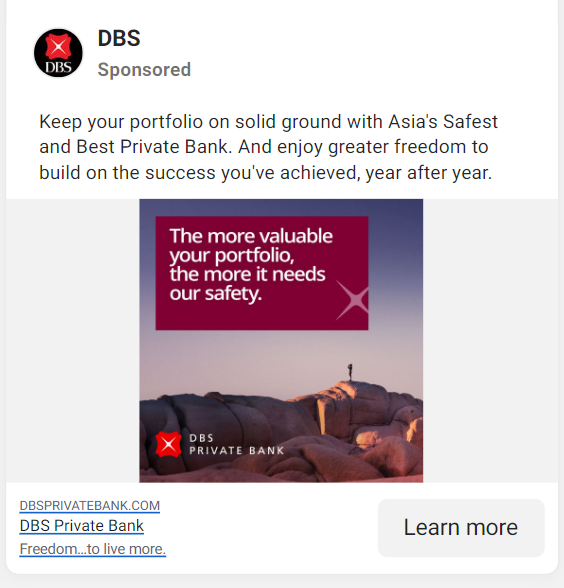 DBS
DBS
Sponsored
Keep your portfolio on solid ground with Asia's Safest
and Best Private Bank. And enjoy greater freedom to
build on the success you've achieved, year after year.
The more valuable
your portfolio,
the more it needs
our safety.
DBS
PRIVATE BANK
DBSPRIVATEBANK.COM
DBS Private Bank
Freedom...to live more.
Learn more